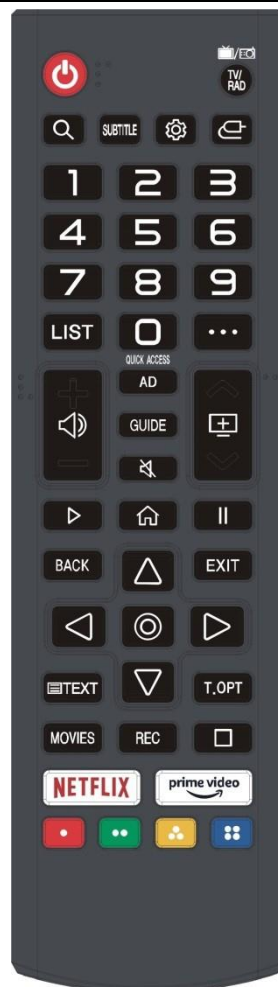 TV/
RAD
SUBTITLE
1 2 3
4 5 6
7 8 9
LIST 0 ...
QUICK ACCESS
AD
GUIDE
BACK EXIT
TEXT T.OPT
MOVIES REC
NETFLIX prime video